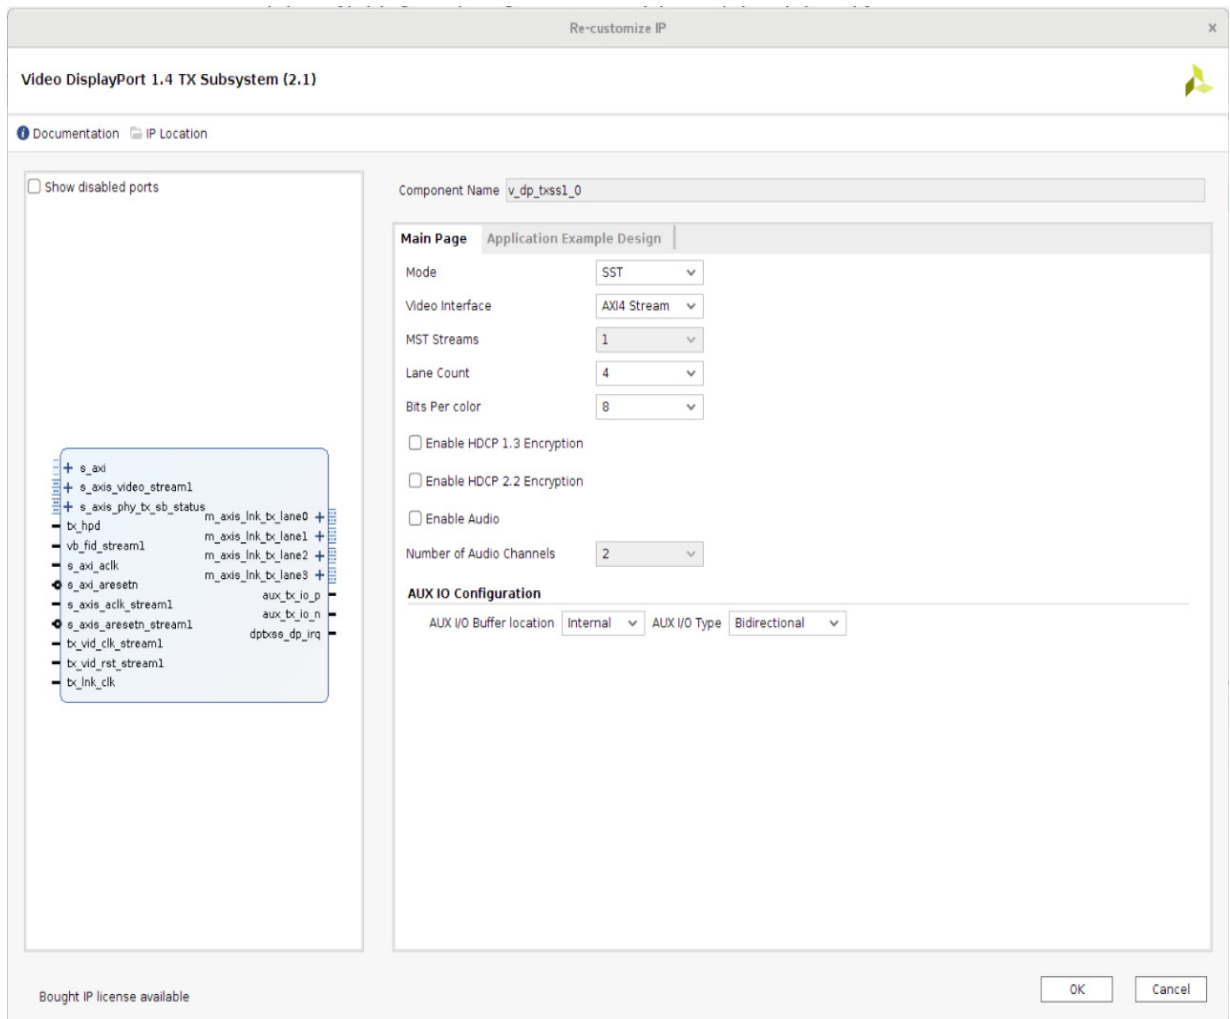 Re-customize IP
Video DisplayPort 1.4 TX Subsystem (2.1)
Documentation IP Location
Show disabled ports
s_axi
s_axis_video_stream1
s_axis_phy_tx_sb_status
tx_hpd
vb_fid_stream1
s_axi_aclk
s_axi_aresetn
s_axis_aclk_stream1
s_axis_aresetn_stream1
tx_vid_clk_stream1
tx_vid_rst_stream1
tx_lnk_clk
m_axis_lnk_tx_lane0
m_axis_lnk_tx_lane1
m_axis_lnk_tx_lane2
m_axis_lnk_tx_lane3
aux_tx_io_p
aux_tx_io_n
dptxss_dp_irq
Component Name v_dp_txss1_0
Main Page Application Example Design
Mode SST
Video Interface AXI4 Stream
MST Streams 1
Lane Count 4
Bits Per color 8
Enable HDCP 1.3 Encryption
Enable HDCP 2.2 Encryption
Enable Audio
Number of Audio Channels 2
AUX IO Configuration
AUX I/O Buffer location Internal AUX I/O Type Bidirectional
Bought IP license available
OK Cancel